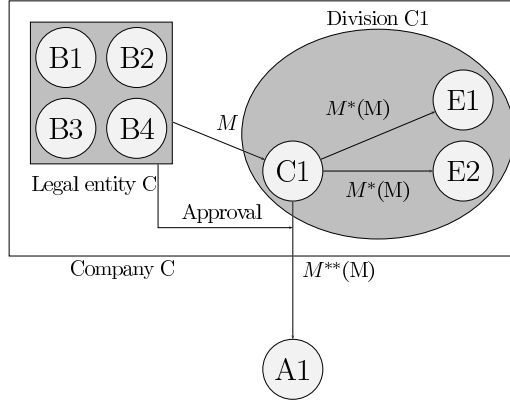 Division C1
B1 B2
B3 B4
Legal entity C
M
C1
M*(M)
E1
M*(M)
E2
Approval
Company C
M**(M)
A1